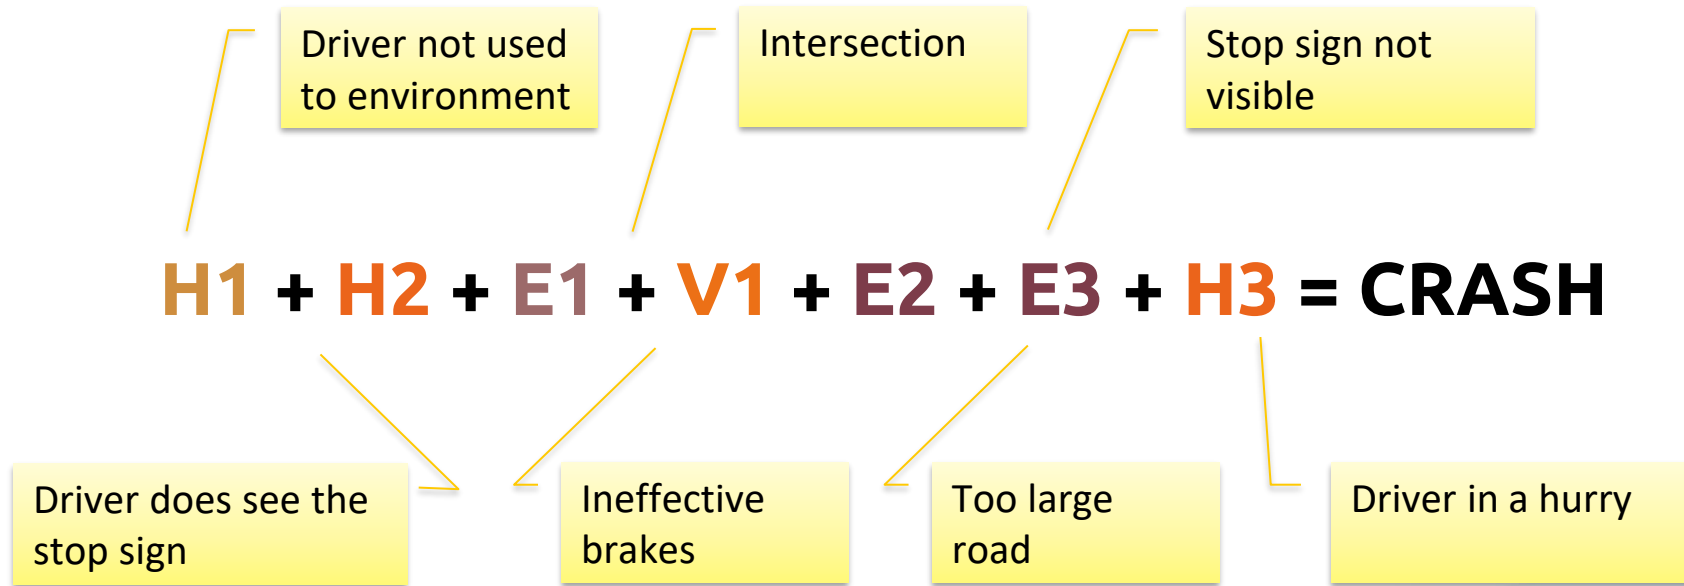 Driver not used
to environment
Intersection
Stop sign not
visible
H1 + H2 + E1 + V1 + E2 + E3 + H3 = CRASH
Driver does see the
stop sign
Ineffective
brakes
Too large
road
Driver in a hurry